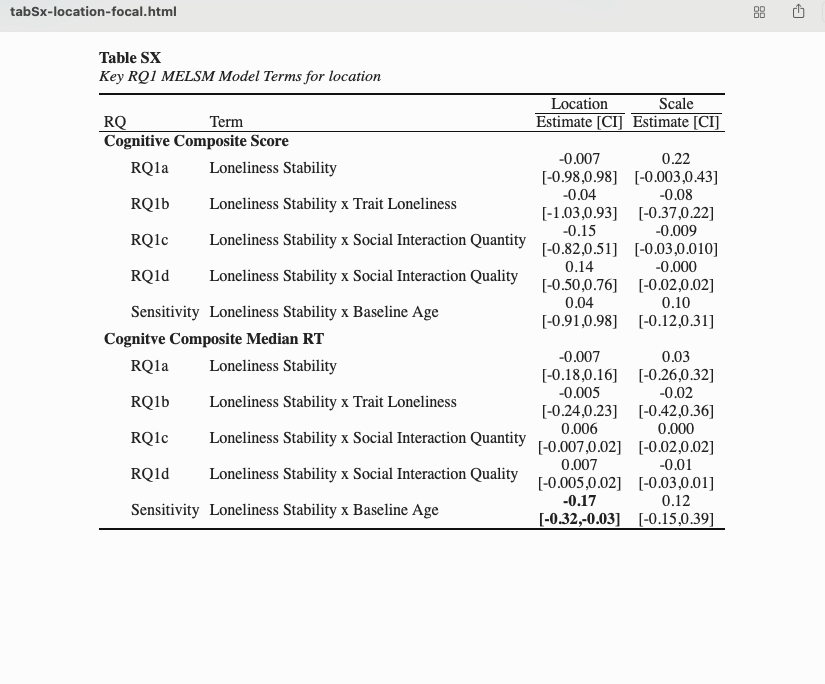 tabSx-location-focal.html
Table SX
Key RQ1 MELSM Model Terms for location
Location Scale
RQ Term Estimate [CI] Estimate [CI]
Cognitive Composite Score
RQ1a Loneliness Stability -0.007 [-0.98,0.98] 0.22 [-0.003,0.43]
RQ1b Loneliness Stability x Trait Loneliness -0.04 [-1.03,0.93] -0.08 [-0.37,0.22]
RQ1c Loneliness Stability x Social Interaction Quantity -0.15 [-0.82,0.51] -0.009 [-0.03,0.010]
RQ1d Loneliness Stability x Social Interaction Quality 0.14 [-0.50,0.76] -0.000 [-0.02,0.02]
Sensitivity Loneliness Stability x Baseline Age 0.04 [-0.91,0.98] 0.10 [-0.12,0.31]
Cognitve Composite Median RT
RQ1a Loneliness Stability -0.007 [-0.18,0.16] 0.03 [-0.26,0.32]
RQ1b Loneliness Stability x Trait Loneliness -0.005 [-0.24,0.23] -0.02 [-0.42,0.36]
RQ1c Loneliness Stability x Social Interaction Quantity 0.006 [-0.007,0.02] 0.000 [-0.02,0.02]
RQ1d Loneliness Stability x Social Interaction Quality 0.007 [-0.005,0.02] -0.01 [-0.03,0.01]
Sensitivity Loneliness Stability x Baseline Age -0.17 [-0.32,-0.03] 0.12 [-0.15,0.39]